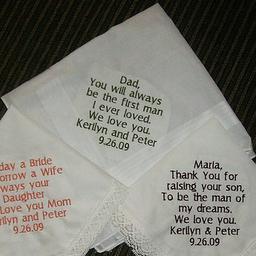 Dad,
You will always
be the first man
I ever loved.
We love you.
Kerilyn and Peter
9.26.09
day a Bride
orrow a Wife
ways your
Daughter
Love you Mom
rilyn and Peter
9.26.09
Maria,
Thank You for
raising your son,
To be the man of
my dreams.
We love you.
Kerilyn & Peter
9.26.09